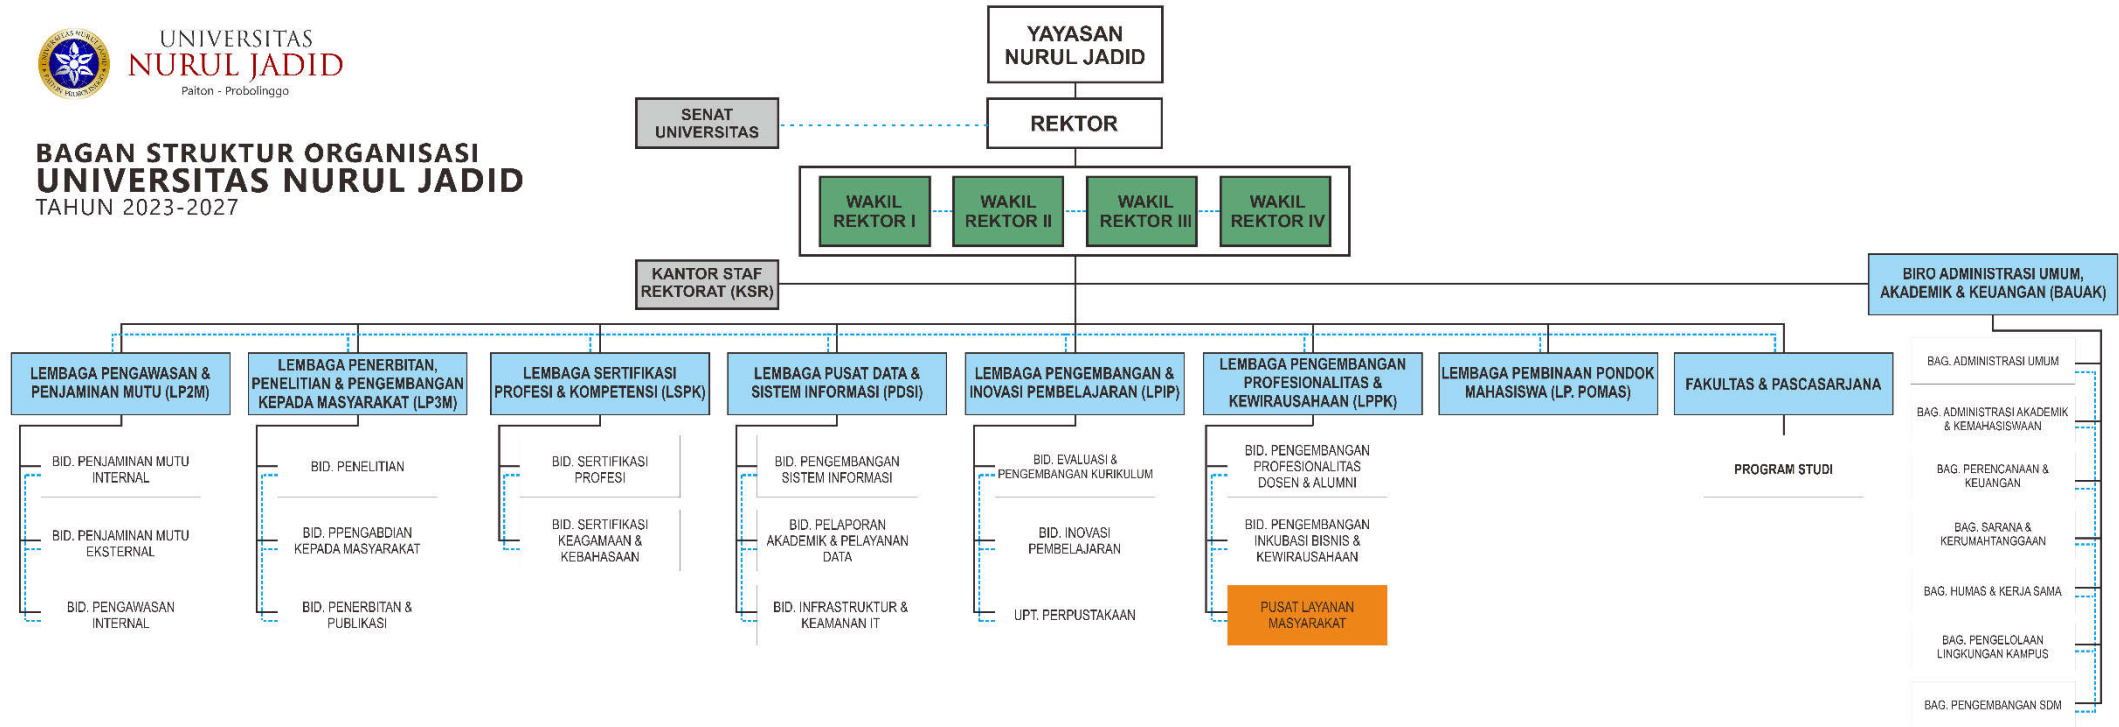 UNIVERSITAS NURUL JADID
PAITON PROBOLINGGO
UNIVERSITAS
NURUL JADID
Paiton - Probolinggo
BAGAN STRUKTUR ORGANISASI
UNIVERSITAS NURUL JADID
TAHUN 2023-2027
YAYASAN
NURUL JADID
SENAT
UNIVERSITAS
REKTOR
WAKIL
REKTOR I
WAKIL
REKTOR II
WAKIL
REKTOR III
WAKIL
REKTOR IV
KANTOR STAF
REKTORAT (KSR)
BIRO ADMINISTRASI UMUM,
AKADEMIK & KEUANGAN (BAUAK)
LEMBAGA PENGAWASAN &
PENJAMINAN MUTU (LP2M)
BID. PENJAMINAN MUTU
INTERNAL
BID. PENJAMINAN MUTU
EKSTERNAL
BID. PENGAWASAN
INTERNAL
LEMBAGA PENERBITAN,
PENELITIAN & PENGEMBANGAN
KEPADA MASYARAKAT (LP3M)
BID. PENELITIAN
BID. PPENGABDIAN
KEPADA MASYARAKAT
BID. PENERBITAN &
PUBLIKASI
LEMBAGA SERTIFIKASI
PROFESI & KOMPETENSI (LSPK)
BID. SERTIFIKASI
PROFESI
BID. SERTIFIKASI
KEAGAMAAN &
KEBAHASAAN
LEMBAGA PUSAT DATA &
SISTEM INFORMASI (PDSI)
BID. PENGEMBANGAN
SISTEM INFORMASI
BID. PELAPORAN
AKADEMIK & PELAYANAN
DATA
BID. INFRASTRUKTUR &
KEAMANAN IT
LEMBAGA PENGEMBANGAN &
INOVASI PEMBELAJARAN (LPIP)
BID. EVALUASI &
PENGEMBANGAN KURIKULUM
BID. INOVASI
PEMBELAJARAN
UPT. PERPUSTAKAAN
LEMBAGA PENGEMBANGAN
PROFESIONALITAS &
KEWIRAUSAHAAN (LPPK)
BID. PENGEMBANGAN
PROFESIONALITAS
DOSEN & ALUMNI
BID. PENGEMBANGAN
INKUBASI BISNIS &
KEWIRAUSAHAAN
PUSAT LAYANAN
MASYARAKAT
LEMBAGA PEMBINAAN PONDOK
MAHASISWA (LP. POMAS)
FAKULTAS & PASCASARJANA
PROGRAM STUDI
BAG. ADMINISTRASI UMUM
BAG. ADMINISTRASI AKADEMIK
& KEMAHASISWAAN
BAG. PERENCANAAN &
KEUANGAN
BAG. SARANA &
KERUMAHTANGGAAN
BAG. HUMAS & KERJA SAMA
BAG. PENGELOLAAN
LINGKUNGAN KAMPUS
BAG. PENGEMBANGAN SDM